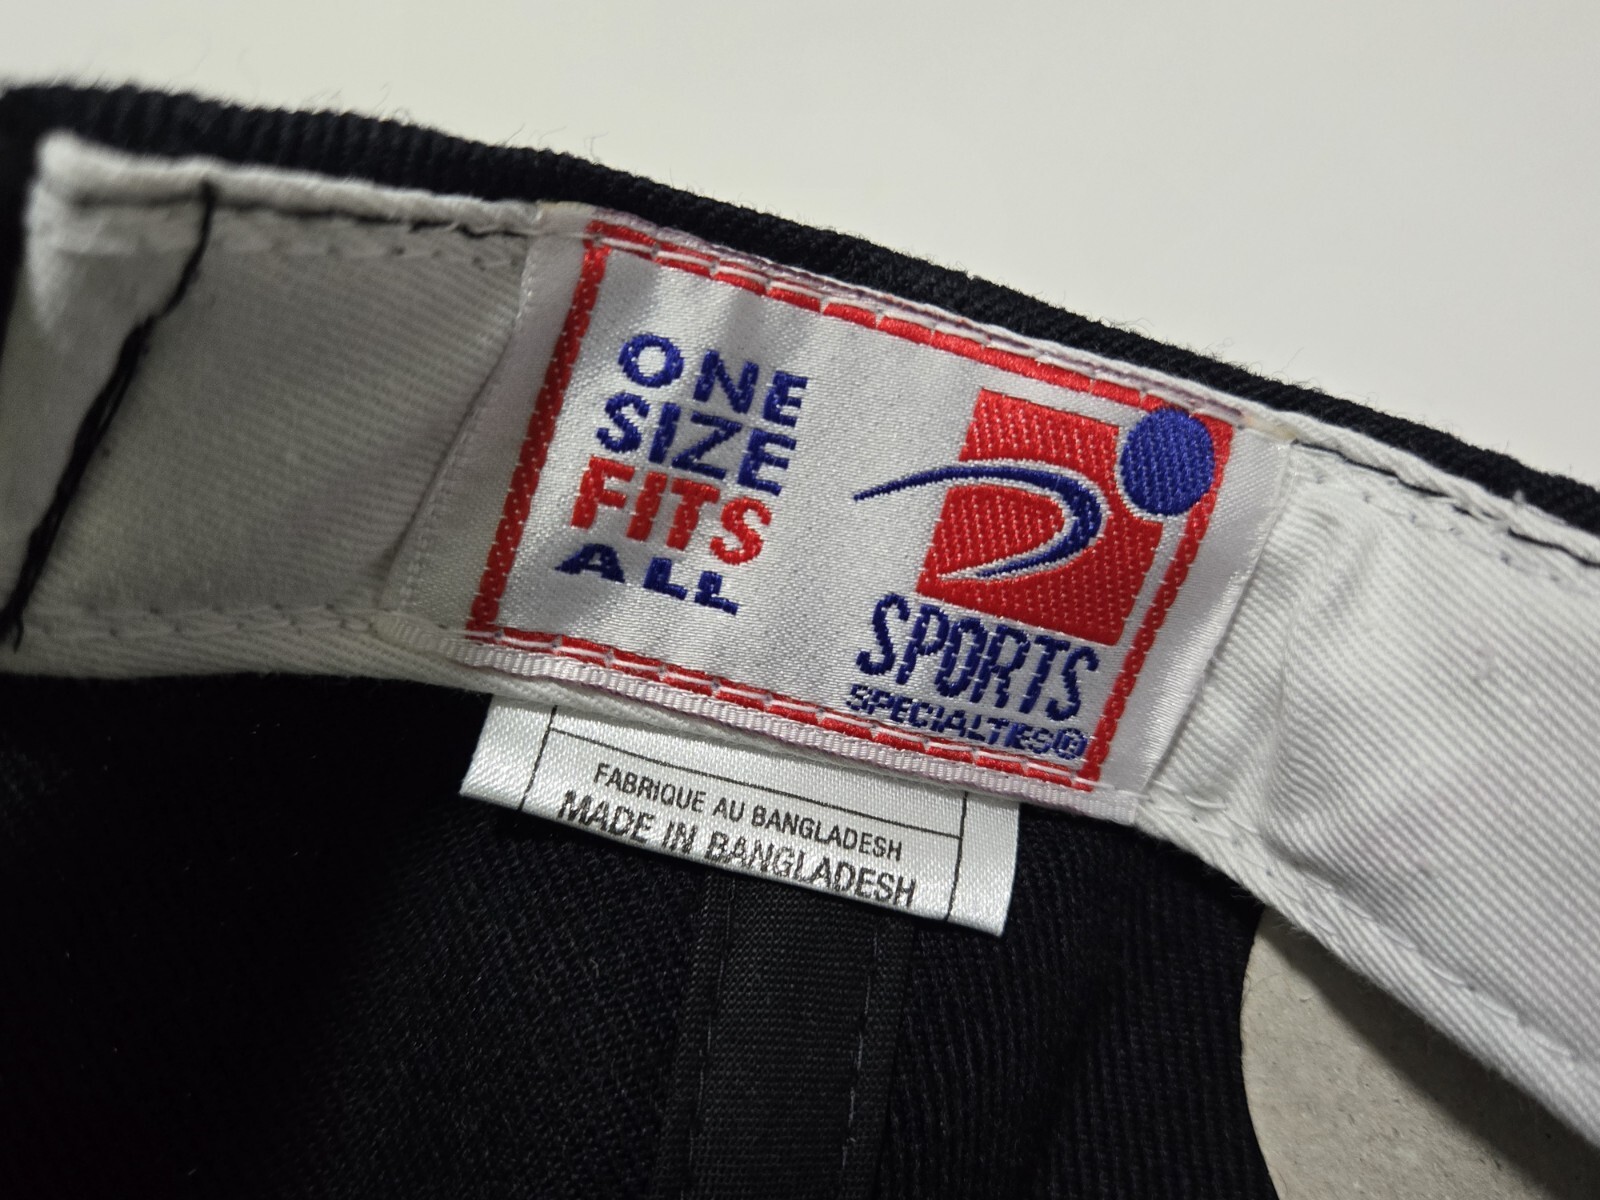 ONE
SIZE
FITS
ALL
SPORTS
SPECIALTIES®
FABRIQUE AU BANGLADESH
MADE IN BANGLADESH